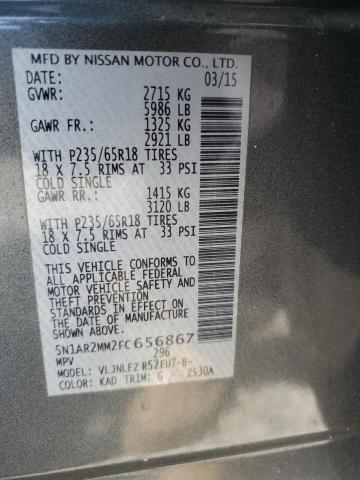 MFD BY NISSAN MOTOR CO., LTD.
DATE: 03/15
GVWR: 2715 KG
5986 LB
GAWR FR.: 1325 KG
2921 LB
WITH P235/65R18 TIRES
18 X 7.5 RIMS AT 33 PSI
COLD SINGLE
GAWR RR.: 1415 KG
3120 LB
WITH P235/65R18 TIRES
18 X 7.5 RIMS AT 33 PSI
COLD SINGLE
THIS VEHICLE CONFORMS TO
ALL APPLICABLE FEDERAL
MOTOR VEHICLE SAFETY AND
THEFT PREVENTION
STANDARDS IN EFFECT ON THE
DATE OF MANUFACTURE.
5N1AR2MM2FC656867
MPV 296
MODEL: VLJNLEZ R52EU7-B-
COLOR: KAD TRIM: G ZS30A